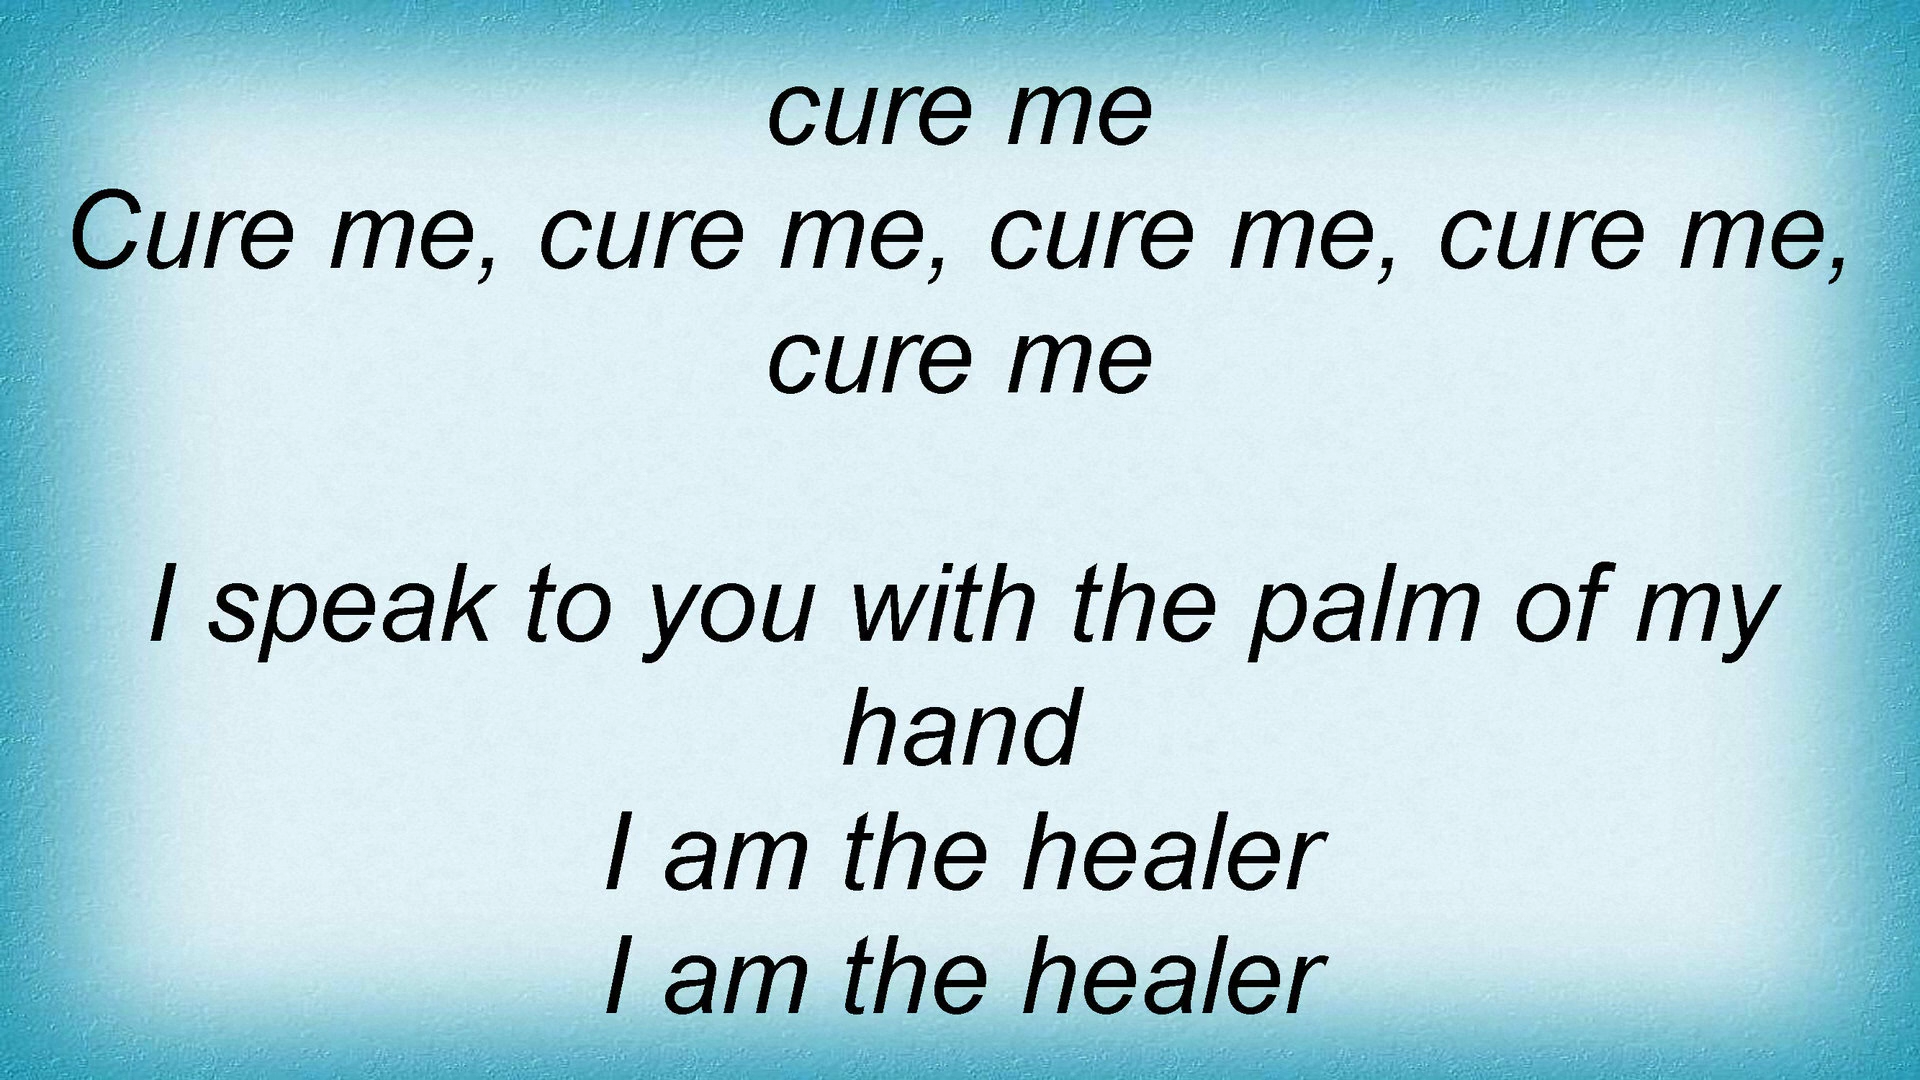 cure me
Cure me, cure me, cure me, cure me,
cure me
I speak to you with the palm of my
hand
I am the healer
I am the healer